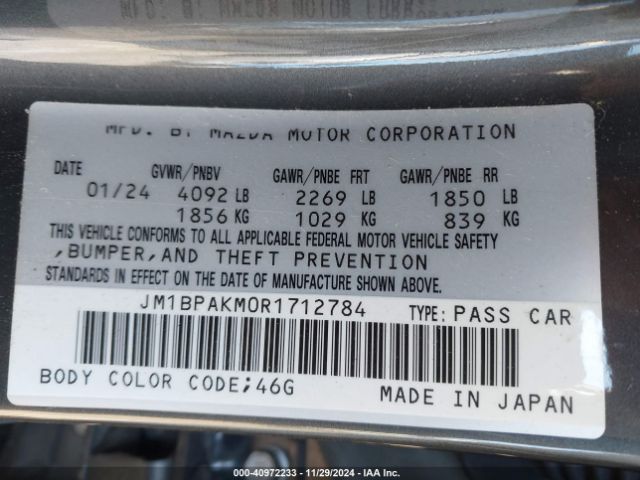 MFD. BY MAZDA MOTOR CORPORATION
DATE GVWR/PNBV GAWR/PNBE FRT GAWR/PNBE RR
01/24 4092 LB 2269 LB 1850 LB
1856 KG 1029 KG 839 KG
THIS VEHICLE CONFORMS TO ALL APPLICABLE FEDERAL MOTOR VEHICLE SAFETY
,BUMPER,AND THEFT PREVENTION
STANDARDS IN EFFECT ON THE DATE OF MANUFACTURE SHOWN ABOVE.
JM1BPAKM0R1712784 TYPE: PASS CAR
BODY COLOR CODE;46G MADE IN JAPAN
000-40972233 - 11/29/2024 - IAA Inc.